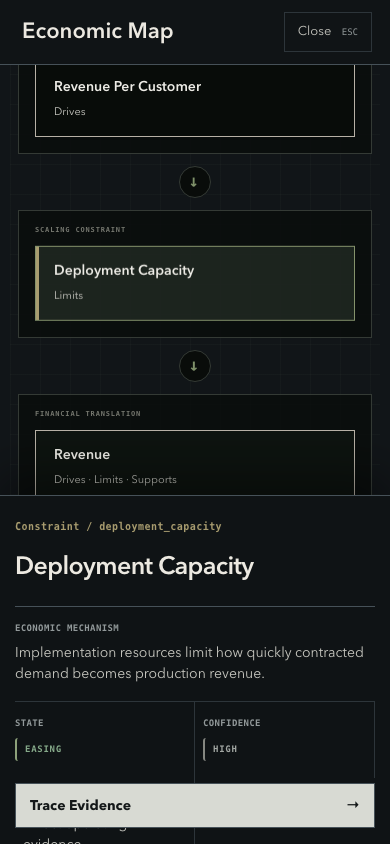 Economic Map
Close ESC
Revenue Per Customer
Drives
↓
SCALING CONSTRAINT
Deployment Capacity
Limits
↓
FINANCIAL TRANSLATION
Revenue
Drives · Limits · Supports
Constraint / deployment_capacity
Deployment Capacity
ECONOMIC MECHANISM
Implementation resources limit how quickly contracted
demand becomes production revenue.
STATE
CONFIDENCE
EASING
HIGH
Trace Evidence →
evidence.